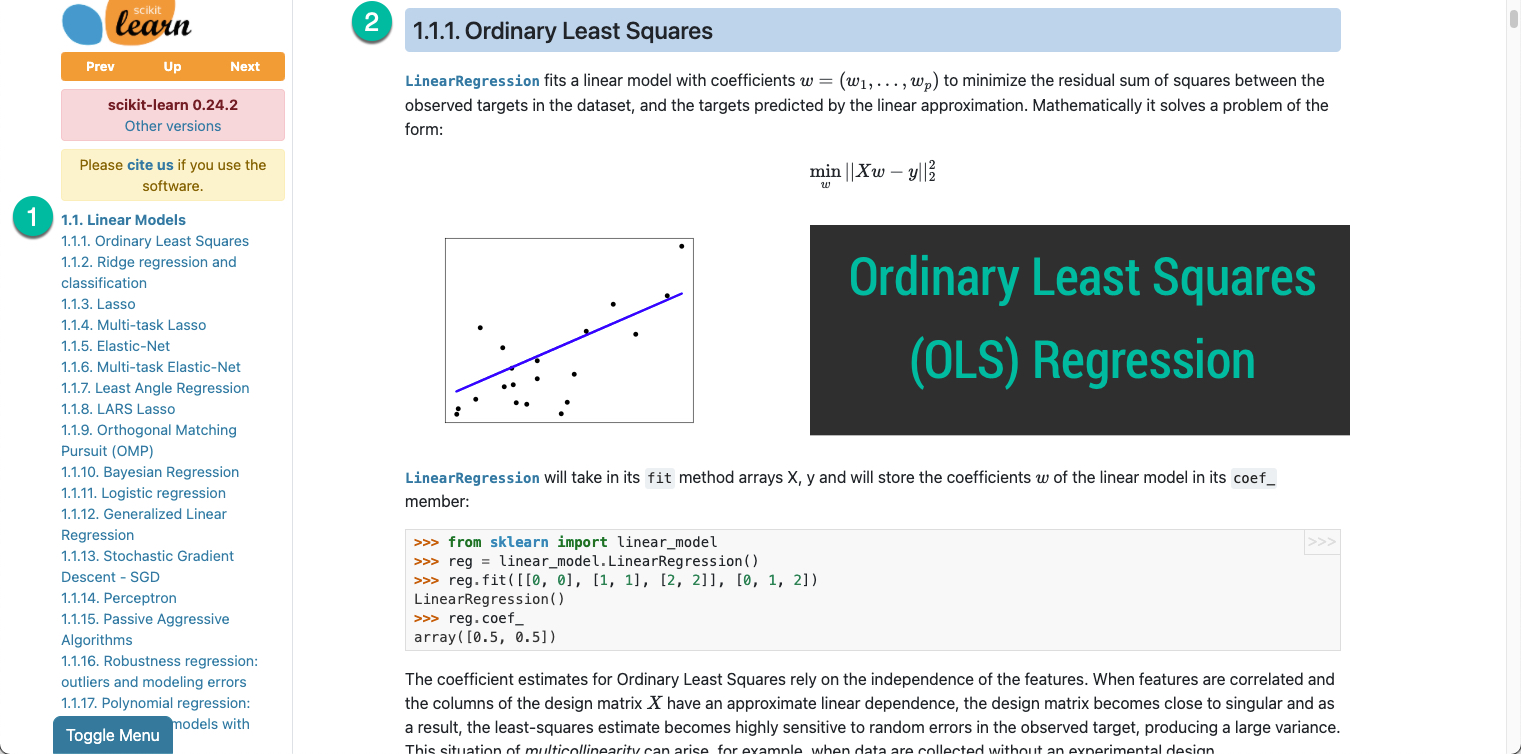 scikit
learn
Prev Up Next
scikit-learn 0.24.2
Other versions
Please cite us if you use the
software.
1
1.1. Linear Models
1.1.1. Ordinary Least Squares
1.1.2. Ridge regression and
classification
1.1.3. Lasso
1.1.4. Multi-task Lasso
1.1.5. Elastic-Net
1.1.6. Multi-task Elastic-Net
1.1.7. Least Angle Regression
1.1.8. LARS Lasso
1.1.9. Orthogonal Matching
Pursuit (OMP)
1.1.10. Bayesian Regression
1.1.11. Logistic regression
1.1.12. Generalized Linear
Regression
1.1.13. Stochastic Gradient
Descent - SGD
1.1.14. Perceptron
1.1.15. Passive Aggressive
Algorithms
1.1.16. Robustness regression:
outliers and modeling errors
1.1.17. Polynomial regression:
models with
Toggle Menu
2
1.1.1. Ordinary Least Squares
LinearRegression fits a linear model with coefficients w = (w₁, . . . , wₚ) to minimize the residual sum of squares between the
observed targets in the dataset, and the targets predicted by the linear approximation. Mathematically it solves a problem of the
form:
min ||Xw − y||₂²
w
Ordinary Least Squares
(OLS) Regression
LinearRegression will take in its fit method arrays X, y and will store the coefficients w of the linear model in its coef_
member:
>>>
>>> from sklearn import linear_model
>>> reg = linear_model.LinearRegression()
>>> reg.fit([[0, 0], [1, 1], [2, 2]], [0, 1, 2])
LinearRegression()
>>> reg.coef_
array([0.5, 0.5])
The coefficient estimates for Ordinary Least Squares rely on the independence of the features. When features are correlated and
the columns of the design matrix X have an approximate linear dependence, the design matrix becomes close to singular and as
a result, the least-squares estimate becomes highly sensitive to random errors in the observed target, producing a large variance.
This situation of multicollinearity can arise, for example, when data are collected without an experimental design.